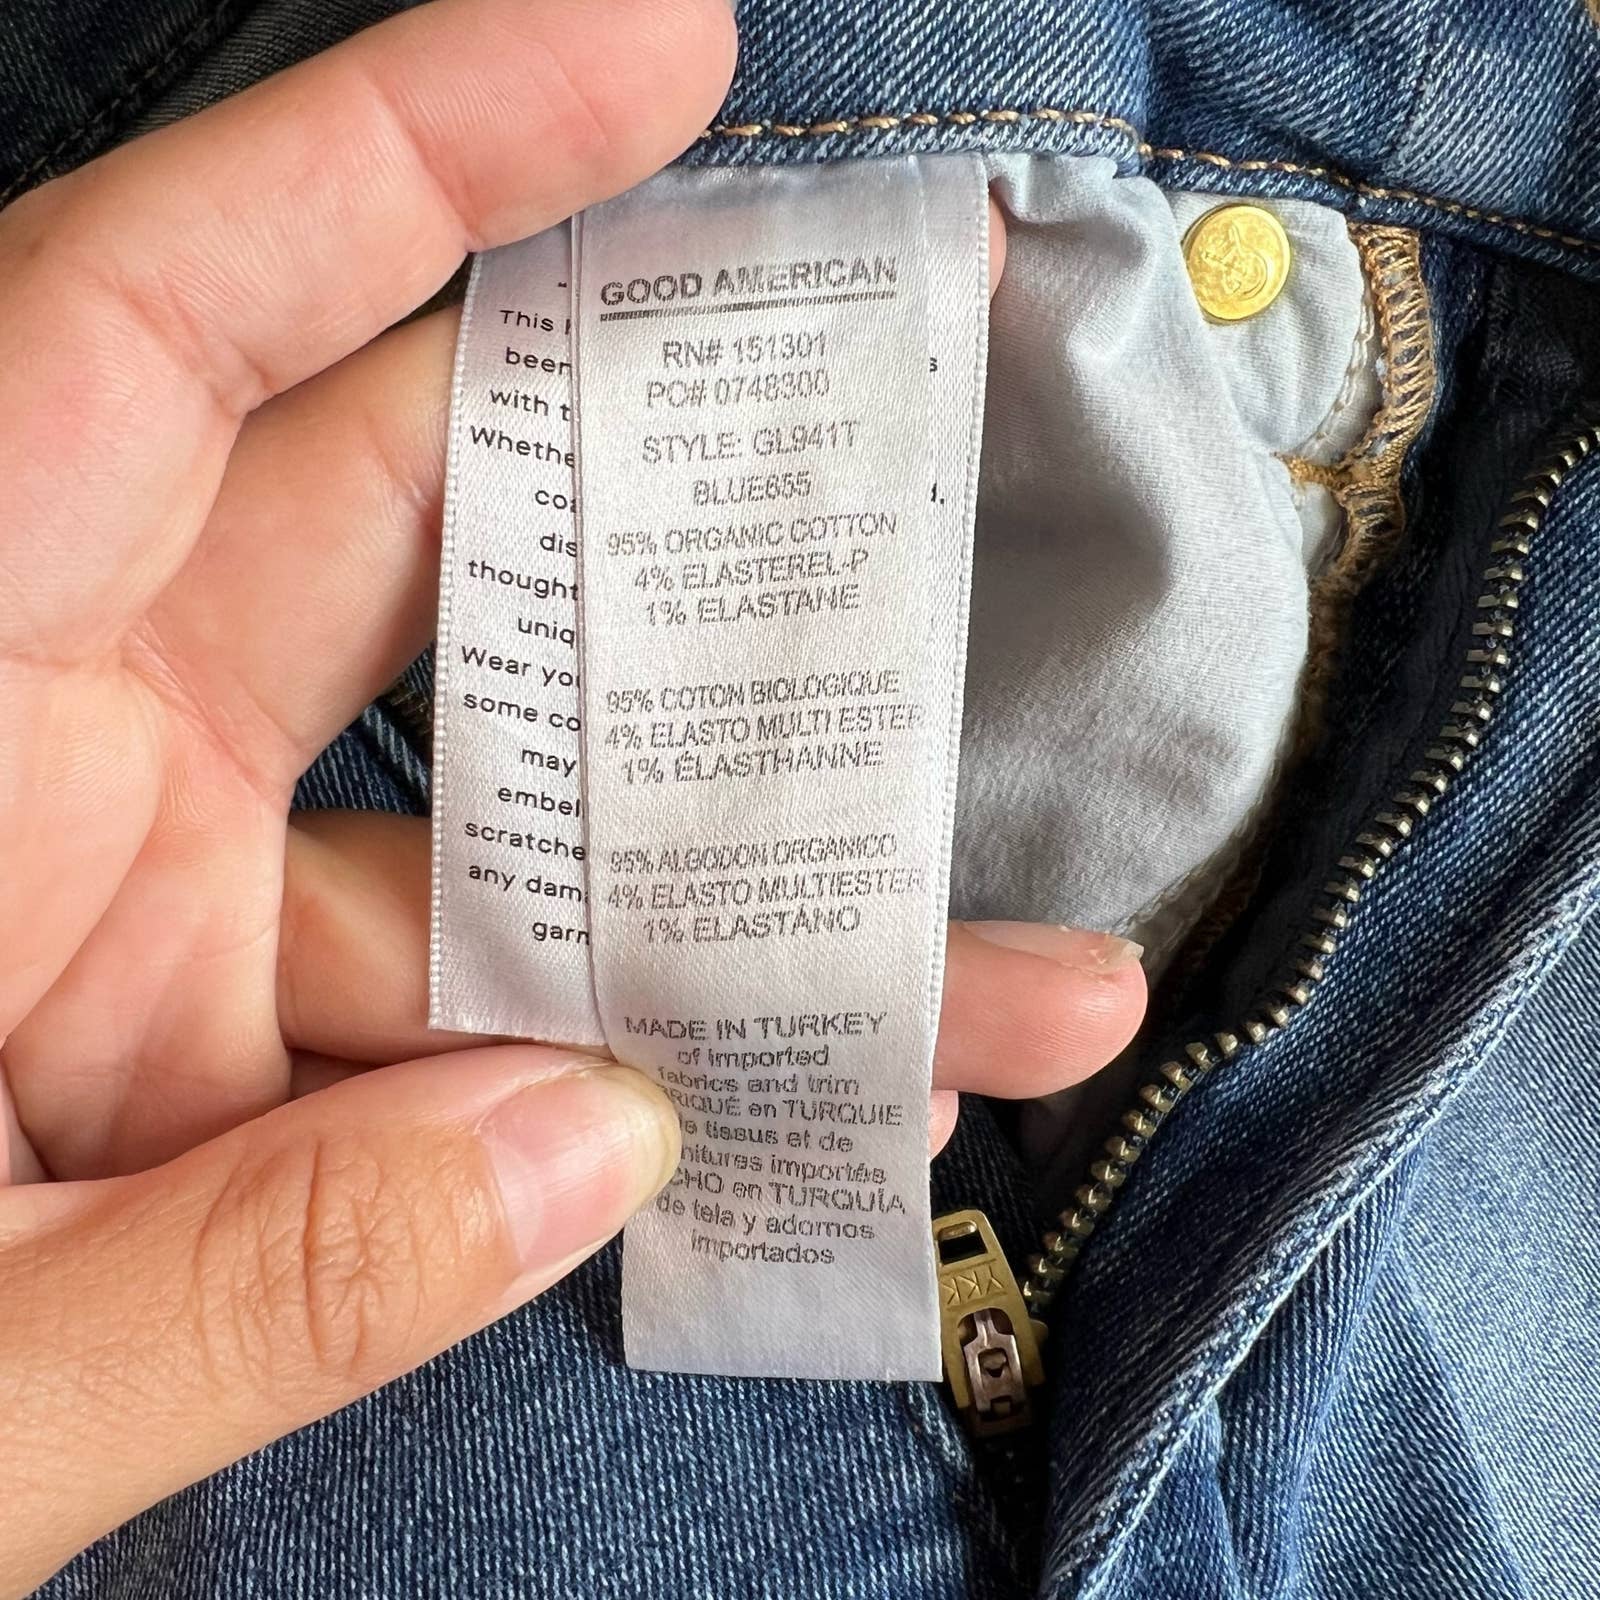 GOOD AMERICAN
RN# 151301
PO# 0748300
STYLE: GL941T
BLUE655
95% ORGANIC COTTON
4% ELASTEREL-P
1% ELASTANE
95% COTON BIOLOGIQUE
4% ELASTO MULTI ESTER
1% ÉLASTHANNE
95% ALGODON ORGANICO
4% ELASTO MULTIESTER
1% ELASTANO
MADE IN TURKEY
of imported
fabrics and trim
RIQUÉ en TURQUIE
tissus et de
nitures importés
CHO en TURQUÍA
de tela y adornos
importados
This
been
with t
Whethe
co
dis
thought
uniq
Wear yo
some co
may
embel
scratche
any dam
garn
s
d.
YKK